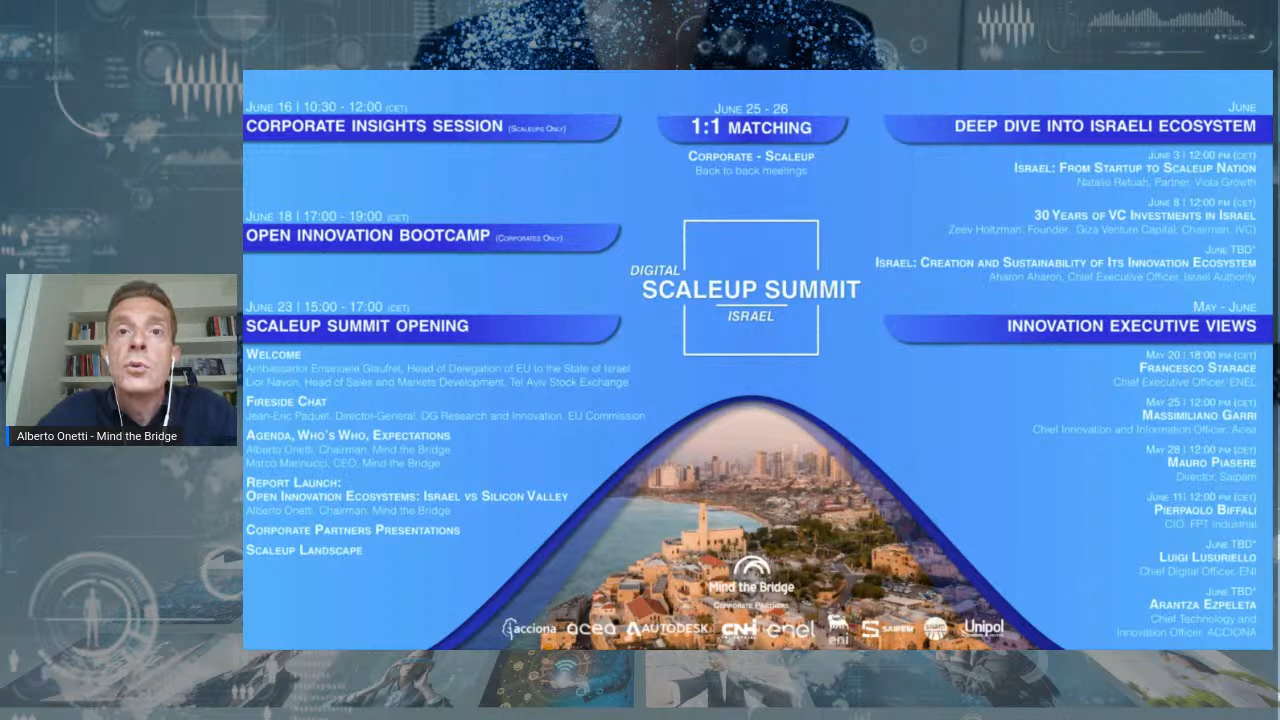 JUNE 16 | 10:30 - 12:00 (CET)
CORPORATE INSIGHTS SESSION (SCALEUPS ONLY)
JUNE 18 | 17:00 - 19:00 (CET)
OPEN INNOVATION BOOTCAMP (CORPORATES ONLY)
JUNE 23 | 15:00 - 17:00 (CET)
SCALEUP SUMMIT OPENING
WELCOME
Ambassador Emanuele Giaufret, Head of Delegation of EU to the State of Israel
Lior Navon, Head of Sales and Markets Development, Tel Aviv Stock Exchange
FIRESIDE CHAT
Jean-Eric Paquet, Director-General, DG Research and Innovation, EU Commission
AGENDA, WHO'S WHO, EXPECTATIONS
Alberto Onetti, Chairman, Mind the Bridge
Marco Marinucci, CEO, Mind the Bridge
REPORT LAUNCH:
OPEN INNOVATION ECOSYSTEMS: ISRAEL VS SILICON VALLEY
Alberto Onetti, Chairman, Mind the Bridge
CORPORATE PARTNERS PRESENTATIONS
SCALEUP LANDSCAPE
JUNE 25 - 26
1:1 MATCHING
CORPORATE - SCALEUP
Back to back meetings
DIGITAL
SCALEUP SUMMIT
ISRAEL
JUNE
DEEP DIVE INTO ISRAELI ECOSYSTEM
JUNE 3 | 12:00 PM (CET)
ISRAEL: FROM STARTUP TO SCALEUP NATION
Natalie Refuah, Partner, Viola Growth
JUNE 8 | 12:00 PM (CET)
30 YEARS OF VC INVESTMENTS IN ISRAEL
Zeev Holtzman, Founder, Giza Venture Capital; Chairman, IVC)
JUNE TBD*
ISRAEL: CREATION AND SUSTAINABILITY OF ITS INNOVATION ECOSYSTEM
Aharon Aharon, Chief Executive Officer, Israel Authority
MAY - JUNE
INNOVATION EXECUTIVE VIEWS
MAY 20 | 18:00 PM (CET)
FRANCESCO STARACE
Chief Executive Officer, ENEL
MAY 25 | 12:00 PM (CET)
MASSIMILIANO GARRI
Chief Innovation and Information Officer, Acea
MAY 28 | 12:00 PM (CET)
MAURO PIASERE
Director, Saipem
JUNE 11| 12:00 PM (CET)
PIERPAOLO BIFFALI
CIO, FPT Industrial
JUNE TBD*
LUIGI LUSURIELLO
Chief Digital Officer, ENI
JUNE TBD*
ARANTZA EZPELETA
Chief Technology and
Innovation Officer, ACCIONA
Mind the Bridge
CORPORATE PARTNERS
acciona acea AUTODESK CNH INDUSTRIAL enel eni SAIPEM Unipol
Alberto Onetti - Mind the Bridge